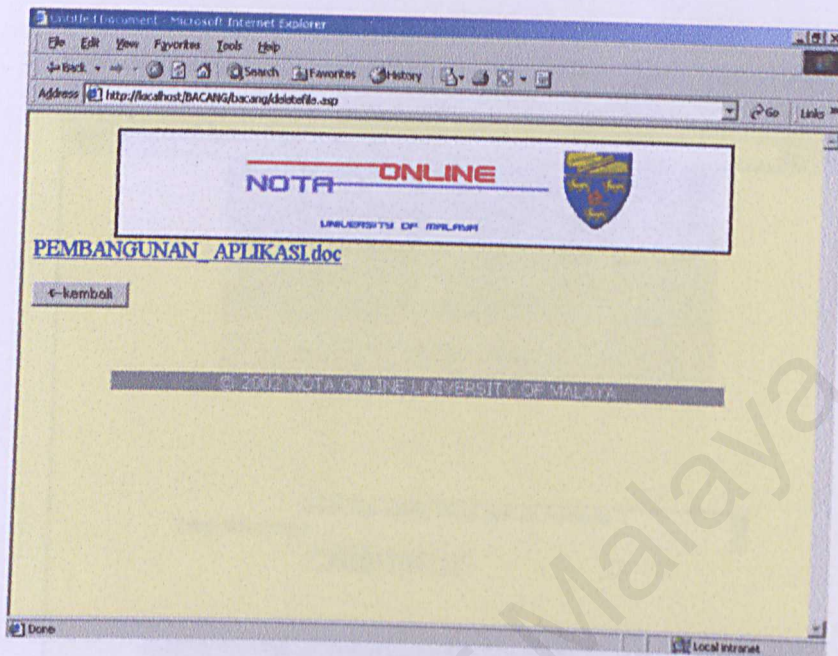 Untitled Document - Microsoft Internet Explorer
File Edit View Favorites Tools Help
Back Search Favorites History
Address http://localhost/BACANG/bacang/deletefile.asp Go Links »
NOTA ONLINE
UNIVERSITY OF MALAYA
PEMBANGUNAN_APLIKASI.doc
<-kembali
© 2002 NOTA ONLINE UNIVERSITY OF MALAYA
Malaya
Done Local intranet